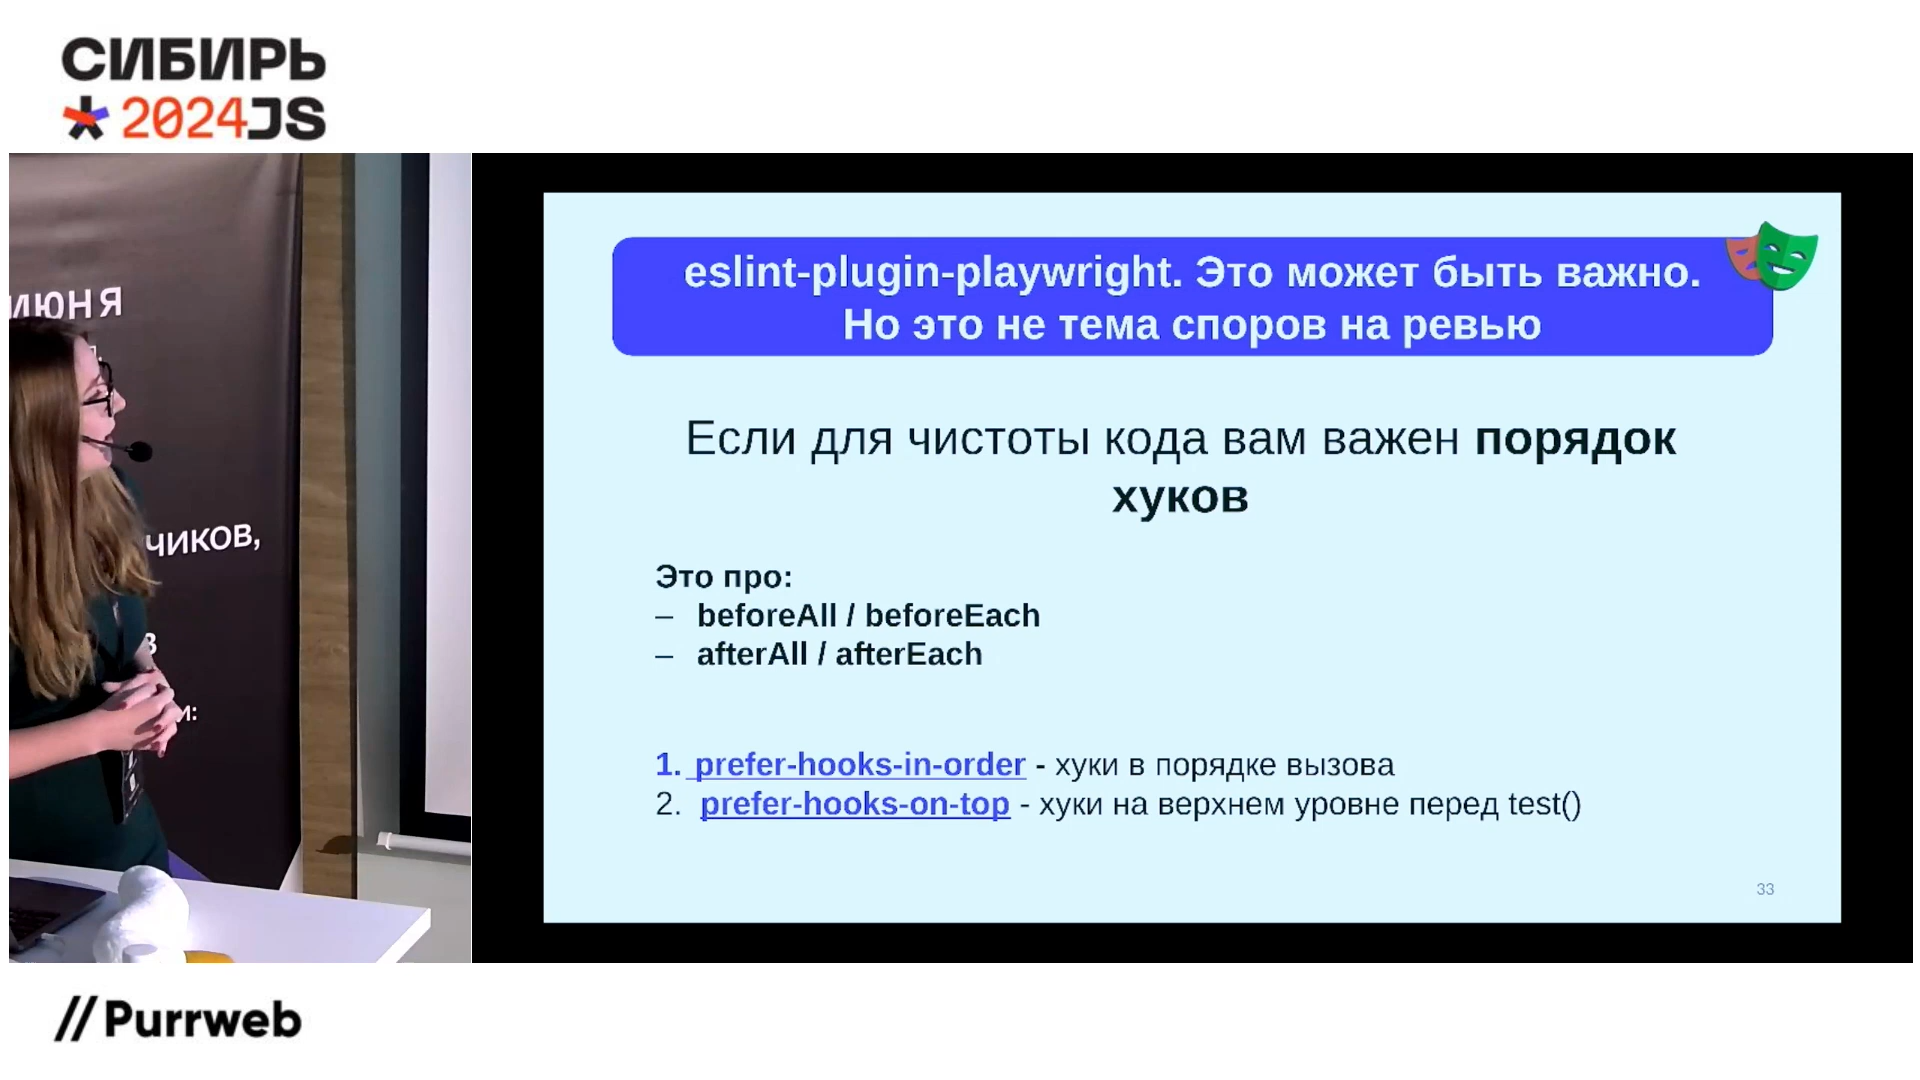 СИБИРЬ
2024JS
ИЮНЯ
ЧИКОВ,
eslint-plugin-playwright. Это может быть важно.
Но это не тема споров на ревью
Если для чистоты кода вам важен порядок
хуков
Это про:
– beforeAll / beforeEach
– afterAll / afterEach
1. prefer-hooks-in-order - хуки в порядке вызова
2. prefer-hooks-on-top - хуки на верхнем уровне перед test()
33
//Purrweb